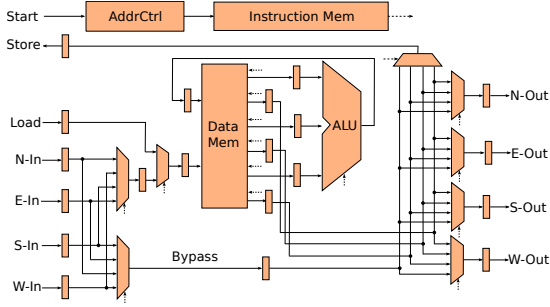 Start
AddrCtrl
Instruction Mem
Store
Load
N-In
E-In
S-In
W-In
Data
Mem
ALU
Bypass
N-Out
E-Out
S-Out
W-Out